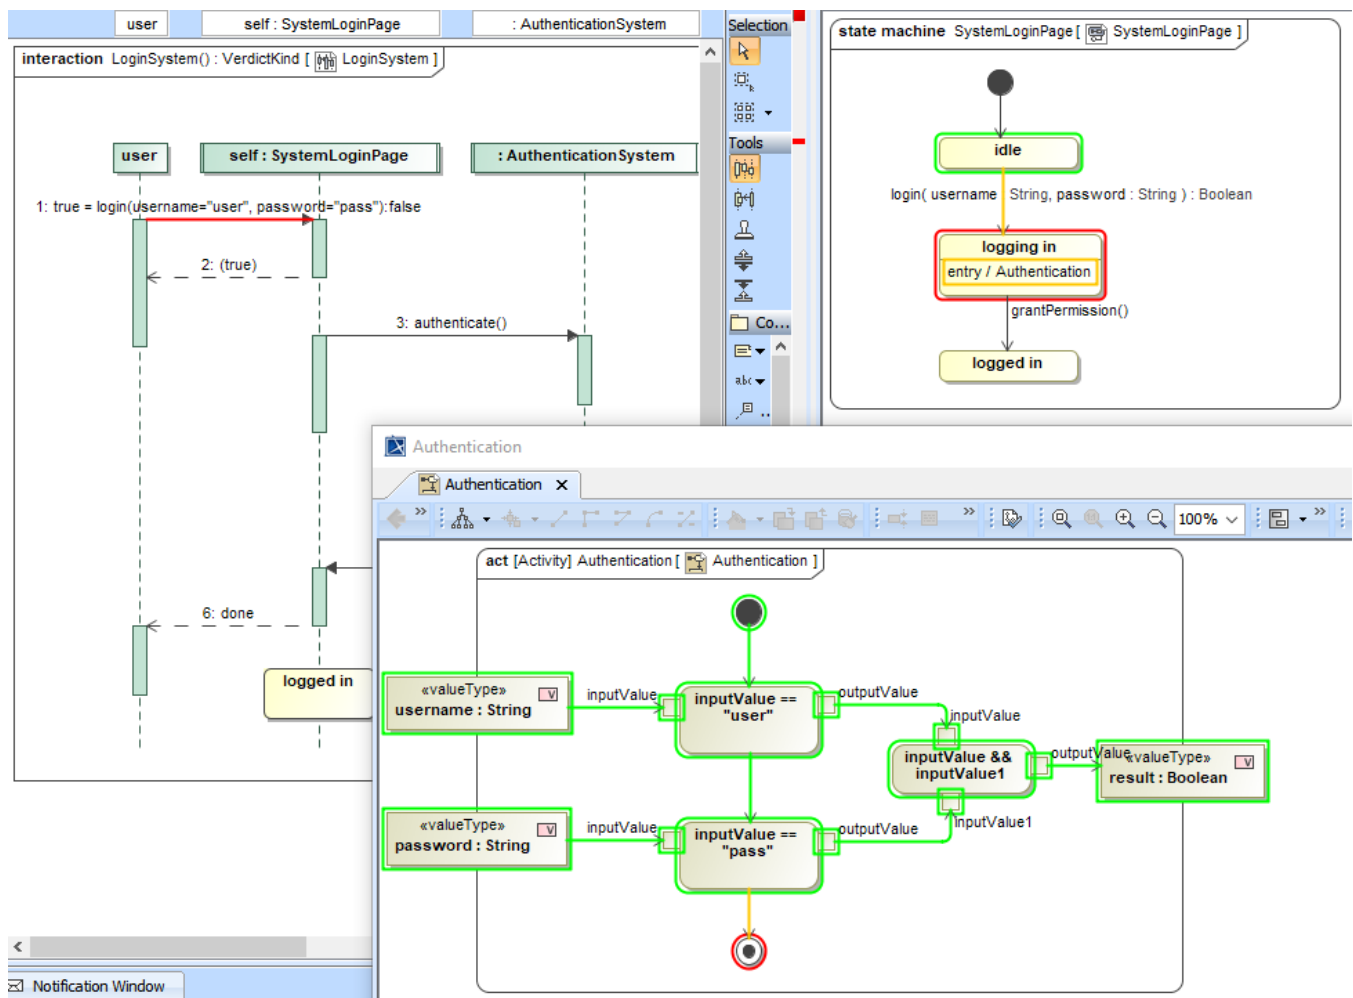 user
self : SystemLoginPage
: AuthenticationSystem
interaction LoginSystem() : VerdictKind [ LoginSystem ]
user
self : SystemLoginPage
: AuthenticationSystem
1: true = login(username="user", password="pass"):false
2: (true)
3: authenticate()
6: done
logged in
Notification Window
Selection
Tools
Co...
abc
state machine SystemLoginPage [ SystemLoginPage ]
idle
login( username String, password : String ) : Boolean
logging in
entry / Authentication
grantPermission()
logged in
Authentication
Authentication
100%
act [Activity] Authentication [ Authentication ]
«valueType»
username : String
inputValue
inputValue ==
"user"
outputValue
inputValue
inputValue &&
inputValue1
outputValue
«valueType»
result : Boolean
«valueType»
password : String
inputValue
inputValue ==
"pass"
outputValue
inputValue1